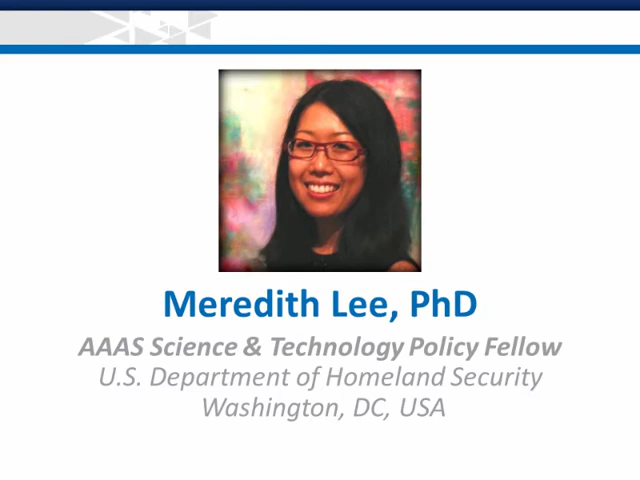 Meredith Lee, PhD
AAAS Science & Technology Policy Fellow
U.S. Department of Homeland Security
Washington, DC, USA